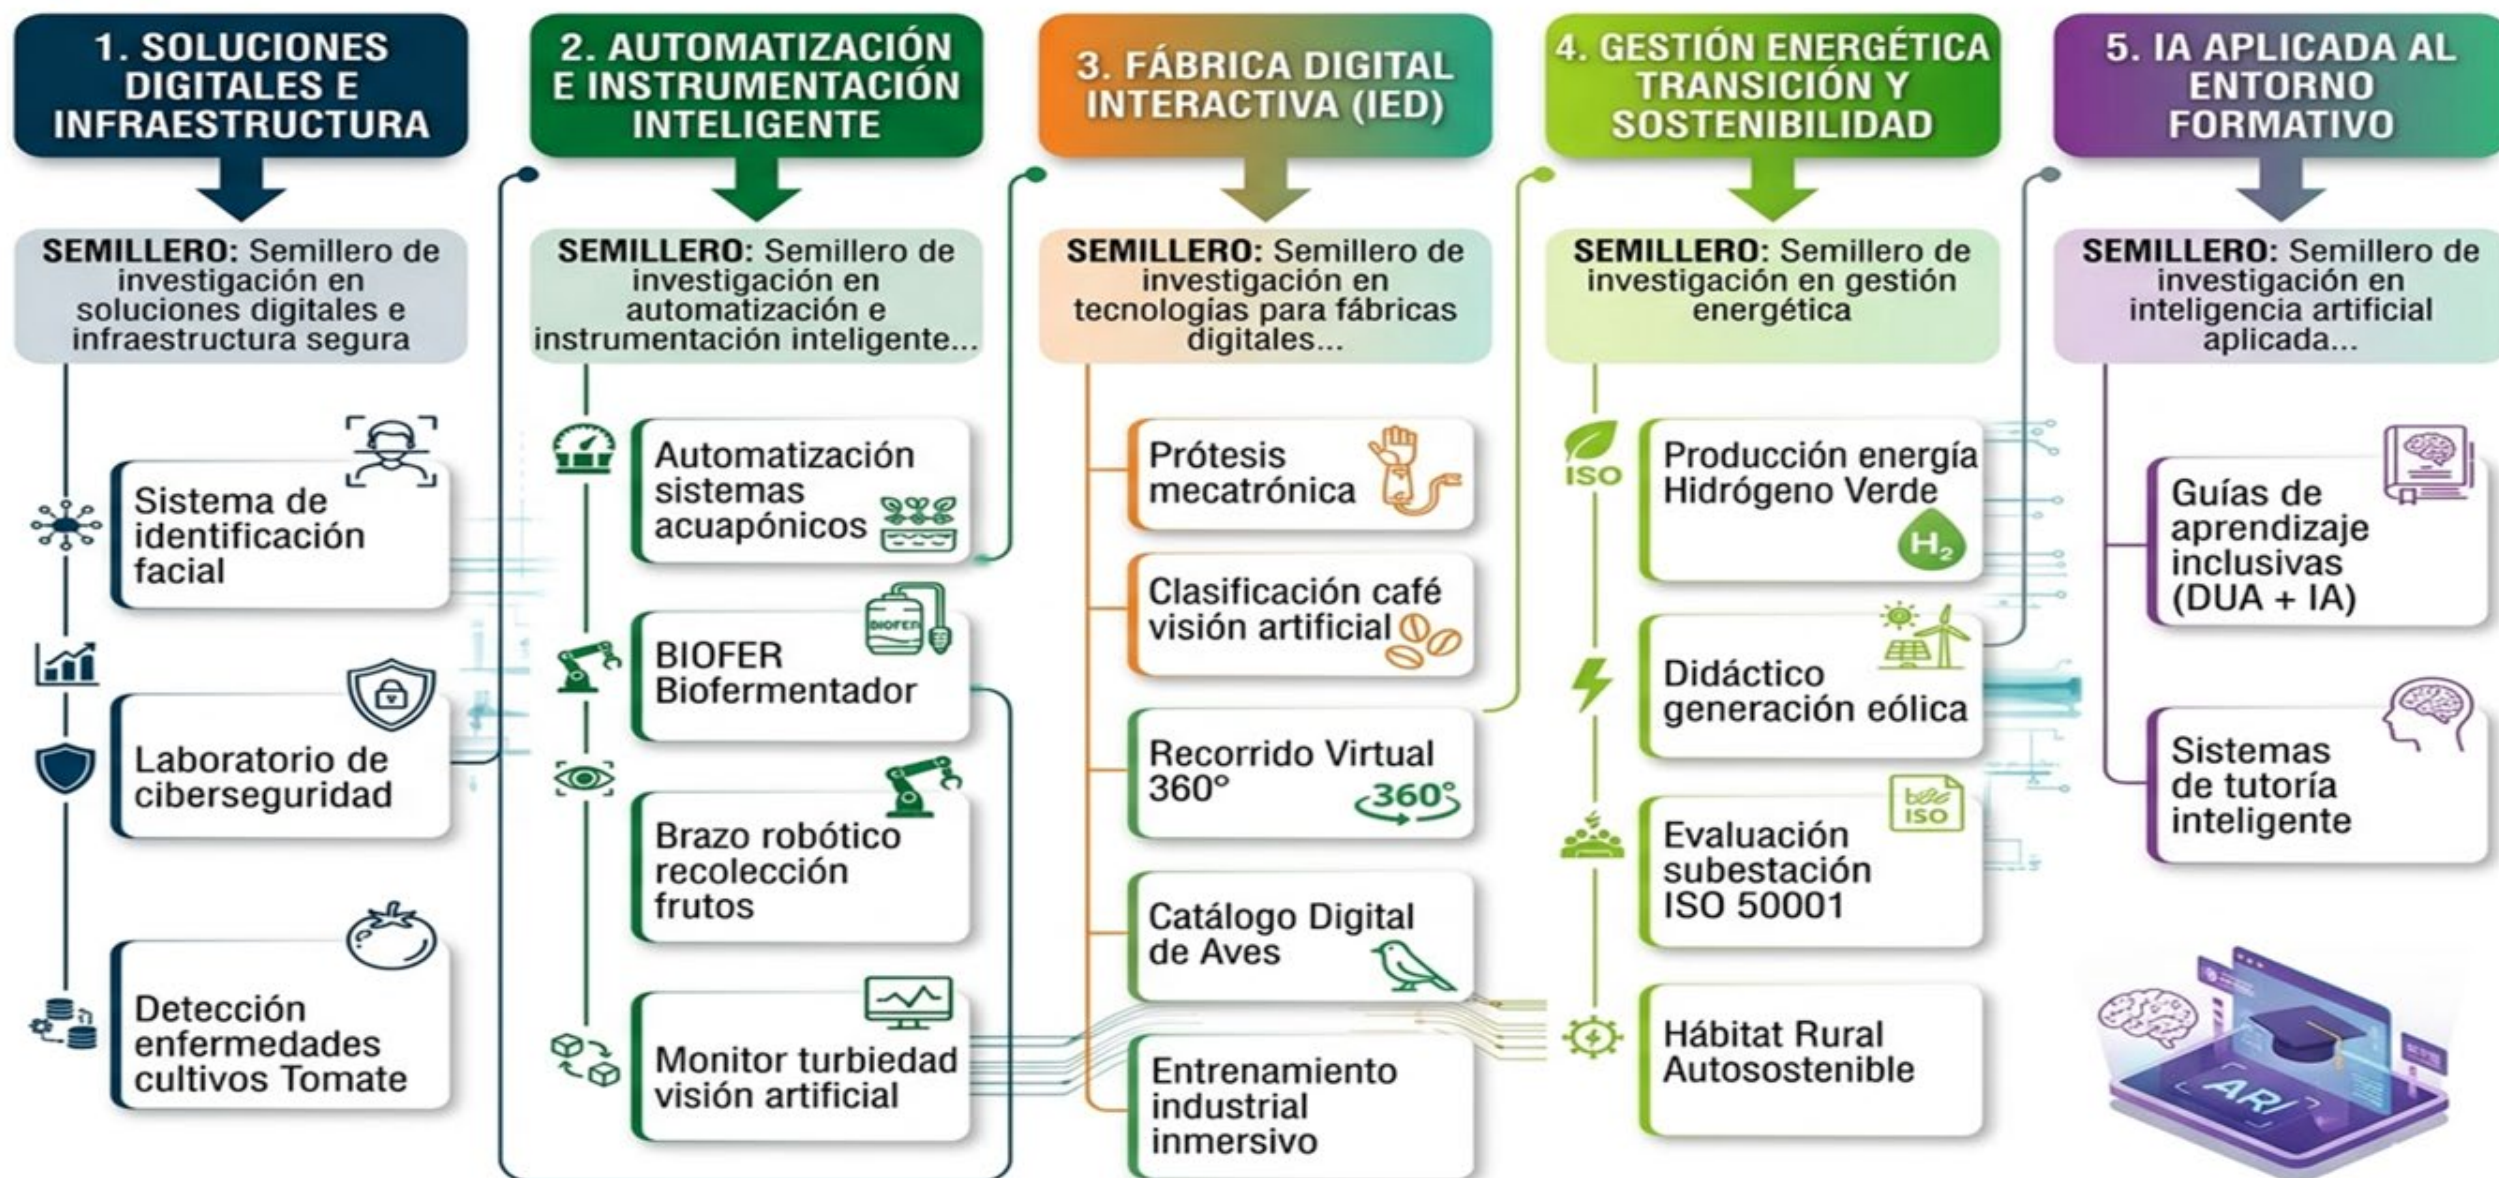 1. SOLUCIONES
DIGITALES E
INFRAESTRUCTURA
SEMILLERO: Semillero de
investigación en
soluciones digitales e
infraestructura segura
Sistema de
identificación
facial
Laboratorio de
ciberseguridad
Detección
enfermedades
cultivos Tomate
2. AUTOMATIZACIÓN
E INSTRUMENTACIÓN
INTELIGENTE
SEMILLERO: Semillero de
investigación en
automatización e
instrumentación inteligente...
Automatización
sistemas
acuapónicos
BIOFER
BIOFER
Biofermentador
Brazo robótico
recolección
frutos
Monitor turbiedad
visión artificial
3. FÁBRICA DIGITAL
INTERACTIVA (IED)
SEMILLERO: Semillero de
investigación en
tecnologías para fábricas
digitales...
Prótesis
mecatrónica
Clasificación café
visión artificial
Recorrido Virtual
360°
360°
Catálogo Digital
de Aves
Entrenamiento
industrial
inmersivo
4. GESTIÓN ENERGÉTICA
TRANSICIÓN Y
SOSTENIBILIDAD
SEMILLERO: Semillero de
investigación en gestión
energética
ISO
Producción energía
Hidrógeno Verde
H₂
Didáctico
generación eólica
ISO
Evaluación
subestación
ISO 50001
Hábitat Rural
Autosostenible
5. IA APLICADA AL
ENTORNO
FORMATIVO
SEMILLERO: Semillero de
investigación en
inteligencia artificial
aplicada...
Guías de
aprendizaje
inclusivas
(DUA + IA)
Sistemas
de tutoría
inteligente